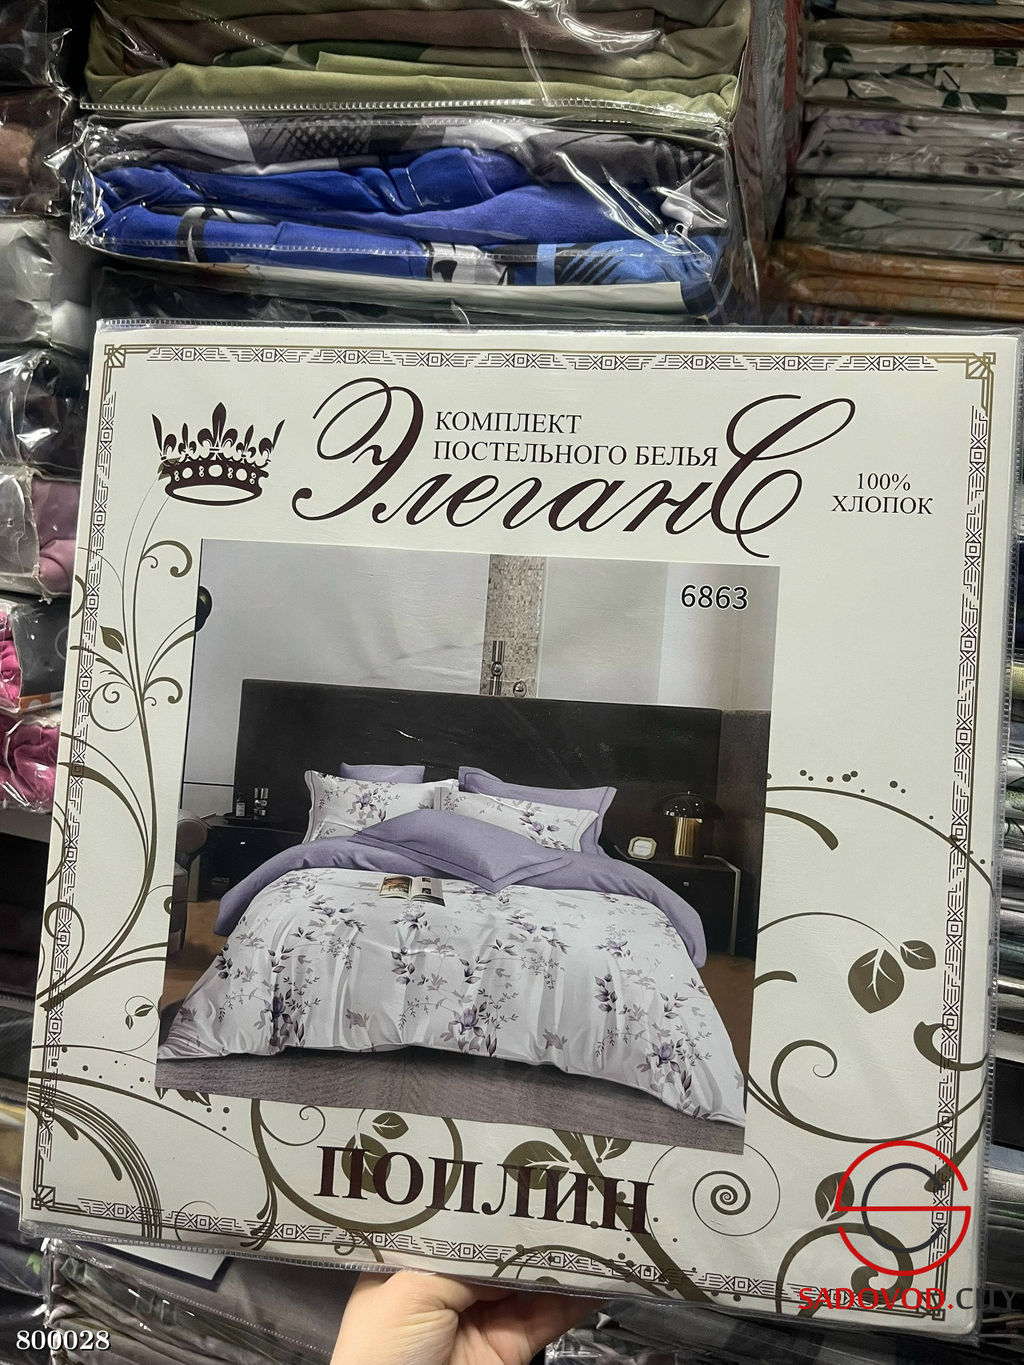 КОМПЛЕКТ
ПОСТЕЛЬНОГО БЕЛЬЯ
ЭлеганС
100%
ХЛОПОК
6863
ПОПЛИН
SADOVOD.CITY
800028